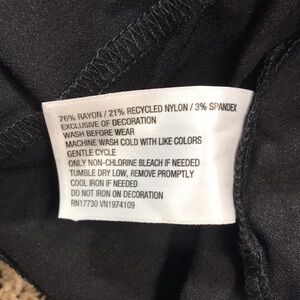 76% RAYON / 21% RECYCLED NYLON / 3% SPANDEX
EXCLUSIVE OF DECORATION
WASH BEFORE WEAR
MACHINE WASH COLD WITH LIKE COLORS
GENTLE CYCLE
ONLY NON-CHLORINE BLEACH IF NEEDED
TUMBLE DRY LOW, REMOVE PROMPTLY
COOL IRON IF NEEDED
DO NOT IRON ON DECORATION
RN17730 VN1974109